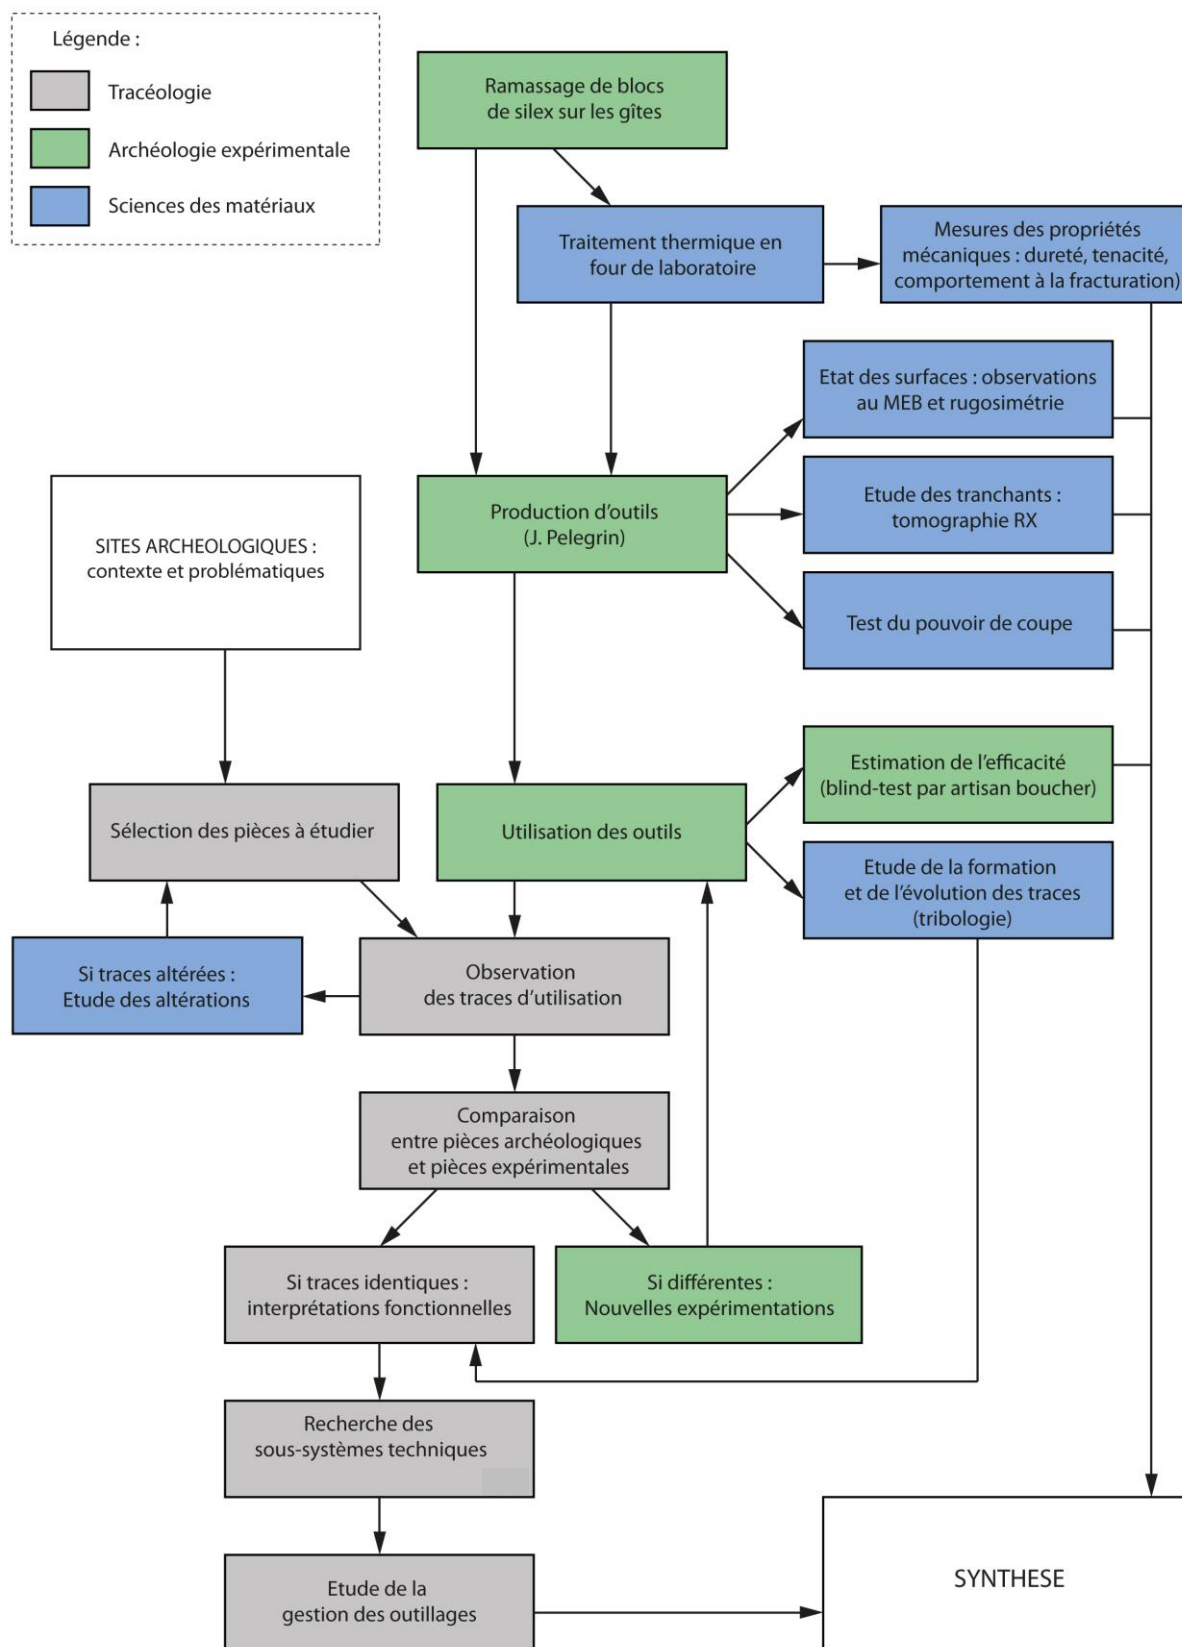 Légende :
Tracéologie
Archéologie expérimentale
Sciences des matériaux
Ramassage de blocs
de silex sur les gîtes
Traitement thermique en
four de laboratoire
Mesures des propriétés
mécaniques : dureté, tenacité,
comportement à la fracturation)
Etat des surfaces : observations
au MEB et rugosimétrie
Etude des tranchants :
tomographie RX
Test du pouvoir de coupe
Production d'outils
(J. Pelegrin)
SITES ARCHEOLOGIQUES :
contexte et problématiques
Estimation de l'efficacité
(blind-test par artisan boucher)
Sélection des pièces à étudier
Utilisation des outils
Etude de la formation
et de l'évolution des traces
(tribologie)
Si traces altérées :
Etude des altérations
Observation
des traces d'utilisation
Comparaison
entre pièces archéologiques
et pièces expérimentales
Si traces identiques :
interprétations fonctionnelles
Si différentes :
Nouvelles expérimentations
Recherche des
sous-systèmes techniques
Etude de la
gestion des outillages
SYNTHESE